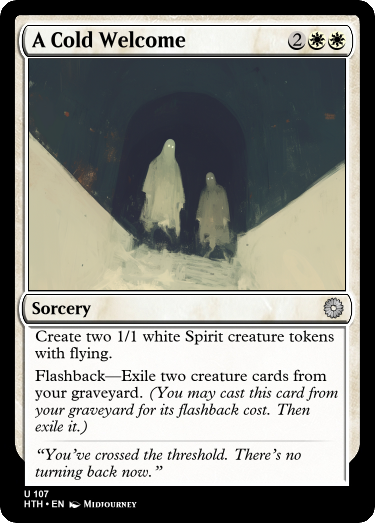 A Cold Welcome 2
Sorcery
Create two 1/1 white Spirit creature tokens
with flying.
Flashback—Exile two creature cards from
your graveyard. (You may cast this card from
your graveyard for its flashback cost. Then
exile it.)
“You’ve crossed the threshold. There’s no
turning back now.”
U 107
HTH • EN Midjourney